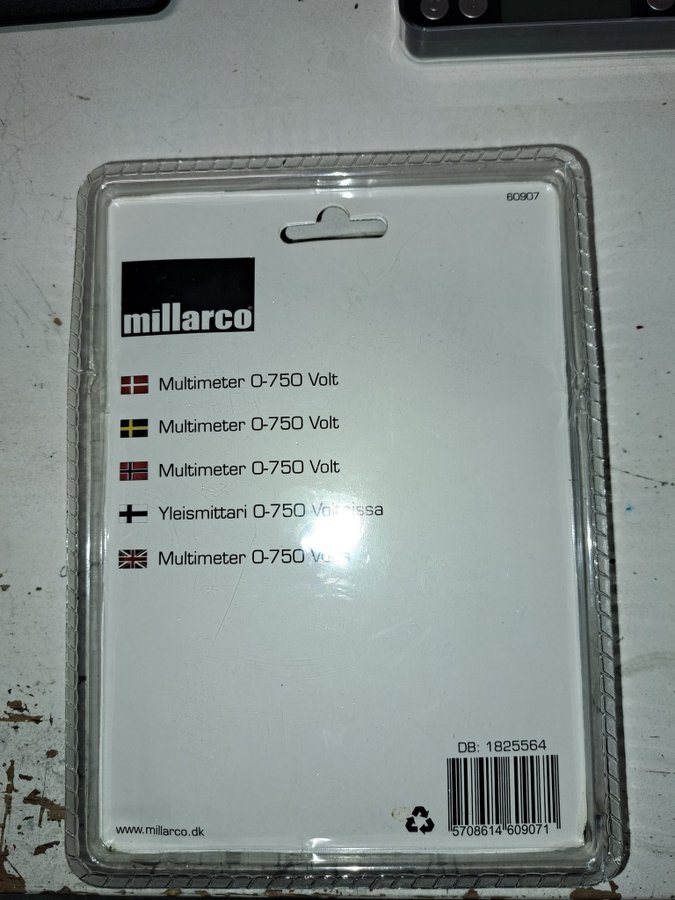 60907
millarco
Multimeter 0-750 Volt
Multimeter 0-750 Volt
Multimeter 0-750 Volt
Yleismittari 0-750
Multimeter 0-750
DB: 1825564
5708614 609071
www.millarco.dk